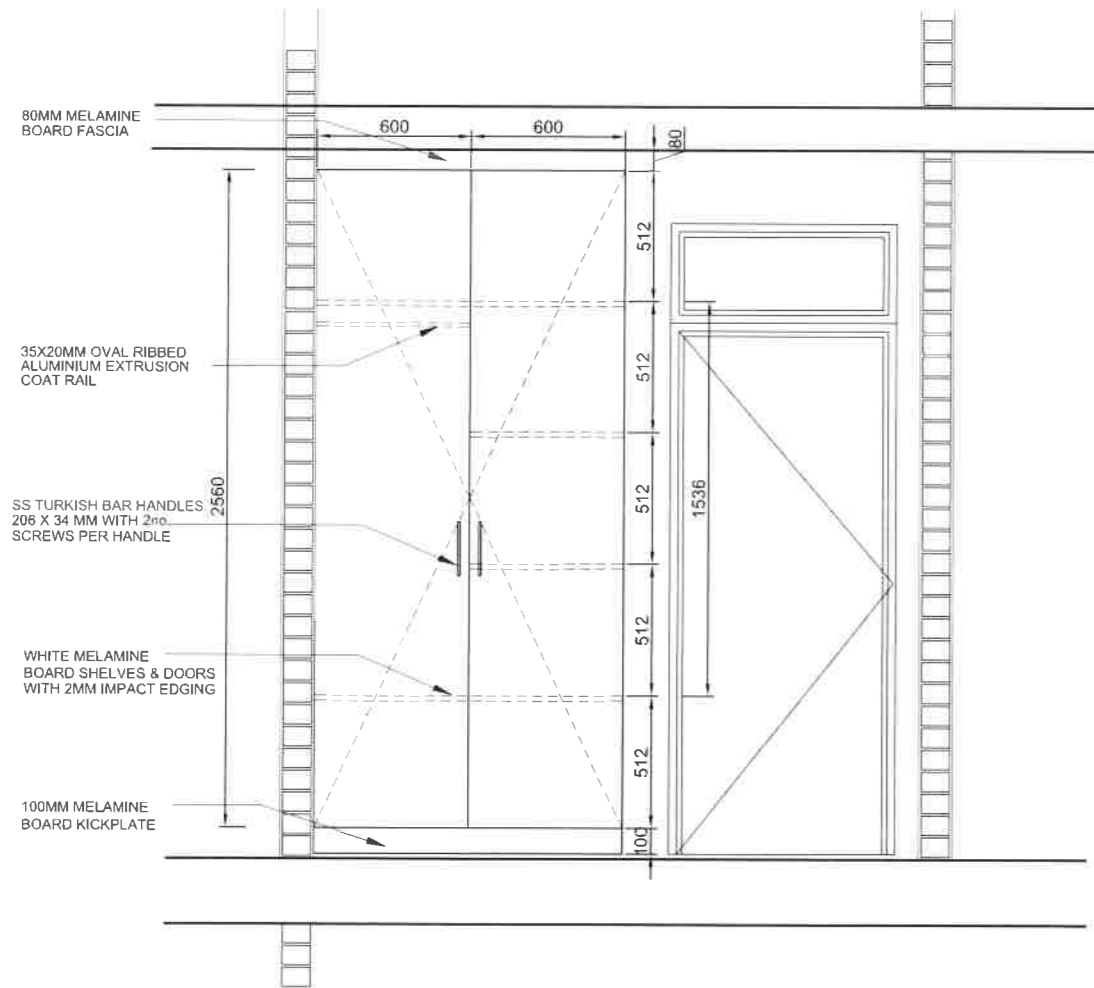 80MM MELAMINE
BOARD FASCIA
600
600
80
512
35X20MM OVAL RIBBED
ALUMINIUM EXTRUSION
COAT RAIL
512
2560
SS TURKISH BAR HANDLES
206 X 34 MM WITH 2no.
SCREWS PER HANDLE
512
1536
512
WHITE MELAMINE
BOARD SHELVES & DOORS
WITH 2MM IMPACT EDGING
512
100MM MELAMINE
BOARD KICKPLATE
100